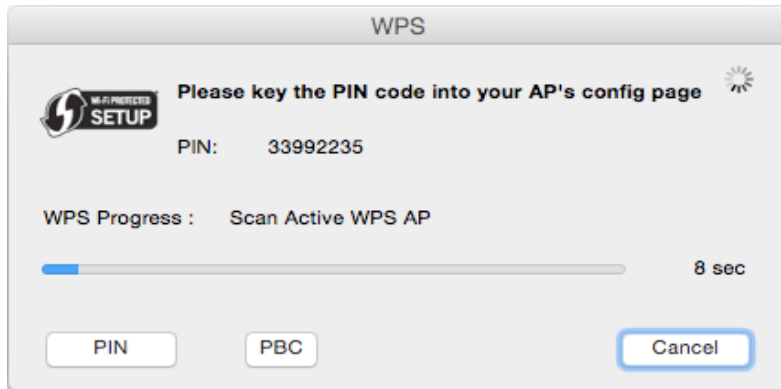 WPS
Please key the PIN code into your AP's config page
WI-FI PROTECTED
SETUP
PIN: 33992235
WPS Progress : Scan Active WPS AP
8 sec
PIN PBC Cancel